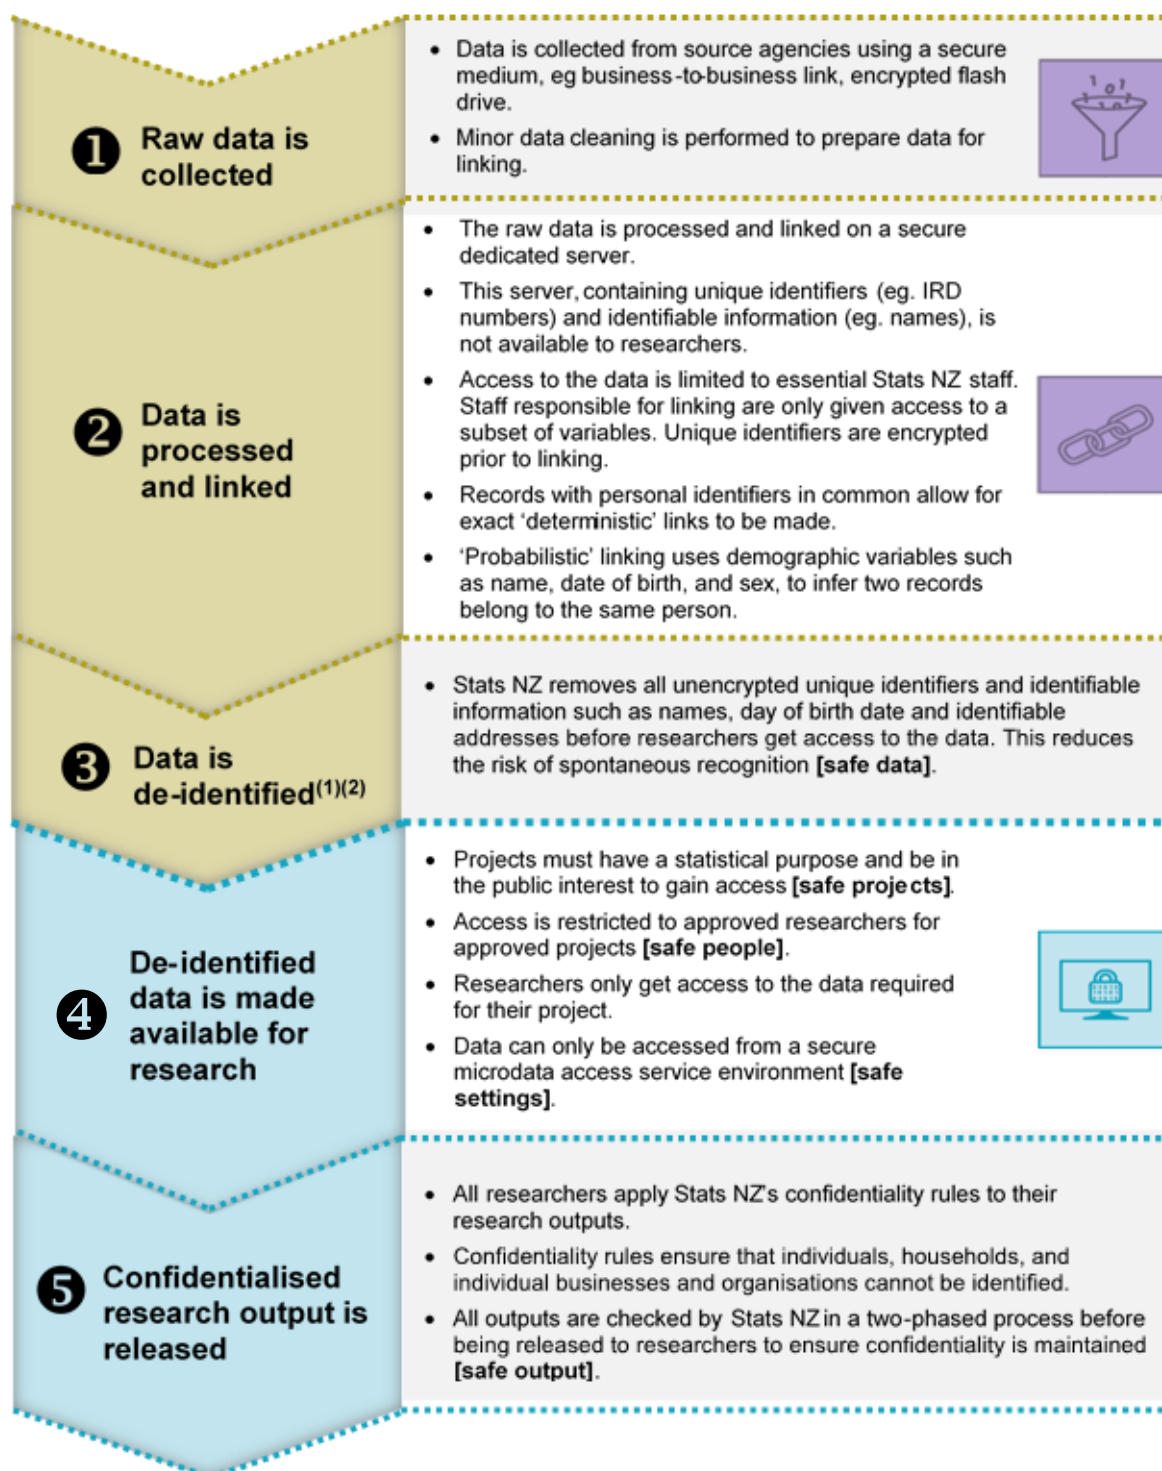 ❶ Raw data is
collected
• Data is collected from source agencies using a secure
medium, eg business-to-business link, encrypted flash
drive.
• Minor data cleaning is performed to prepare data for
linking.
❷ Data is
processed
and linked
• The raw data is processed and linked on a secure
dedicated server.
• This server, containing unique identifiers (eg. IRD
numbers) and identifiable information (eg. names), is
not available to researchers.
• Access to the data is limited to essential Stats NZ staff.
Staff responsible for linking are only given access to a
subset of variables. Unique identifiers are encrypted
prior to linking.
• Records with personal identifiers in common allow for
exact ‘deterministic’ links to be made.
• ‘Probabilistic’ linking uses demographic variables such
as name, date of birth, and sex, to infer two records
belong to the same person.
❸ Data is
de-identified(1)(2)
• Stats NZ removes all unencrypted unique identifiers and identifiable
information such as names, day of birth date and identifiable
addresses before researchers get access to the data. This reduces
the risk of spontaneous recognition [safe data].
❹ De-identified
data is made
available for
research
• Projects must have a statistical purpose and be in
the public interest to gain access [safe projects].
• Access is restricted to approved researchers for
approved projects [safe people].
• Researchers only get access to the data required
for their project.
• Data can only be accessed from a secure
microdata access service environment [safe
settings].
❺ Confidentialised
research output is
released
• All researchers apply Stats NZ's confidentiality rules to their
research outputs.
• Confidentiality rules ensure that individuals, households, and
individual businesses and organisations cannot be identified.
• All outputs are checked by Stats NZ in a two-phased process before
being released to researchers to ensure confidentiality is maintained
[safe output].